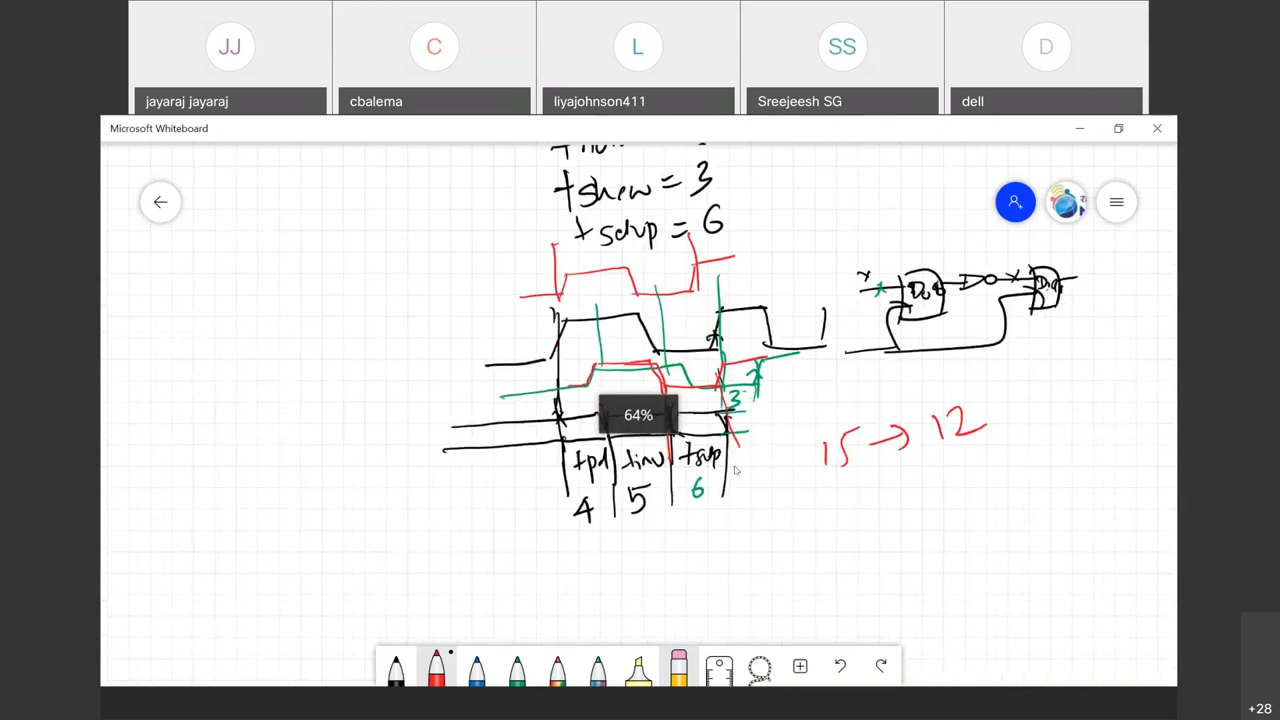 JJ
C
L
SS
D
jayaraj jayaraj
cbalema
liyajohnson411
Sreejeesh SG
dell
Microsoft Whiteboard
tskew = 3
tsetup = 6
3
64%
15 → 12
tpd
tinv
tsup
4
5
6
+28